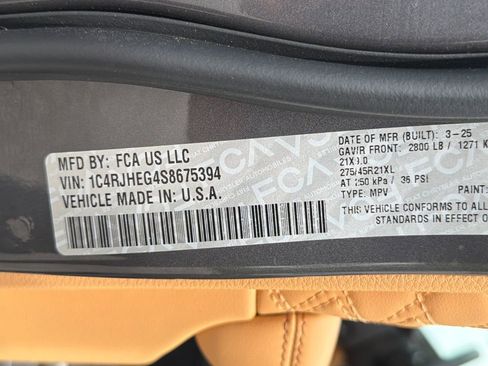 MFD BY: FCA US LLC
VIN: 1C4RJHEG4S8675394
VEHICLE MADE IN: U.S.A.
DATE OF MFR (BUILT): 3-25
GAWR FRONT: 2800 LB / 1271 K
21X9.0
275/45R21XL
AT 250 kPa / 36 PSI
TYPE: MPV
PAINT:
THIS VEHICLE CONFORMS TO ALL
SAFETY
IN EFFECT ON